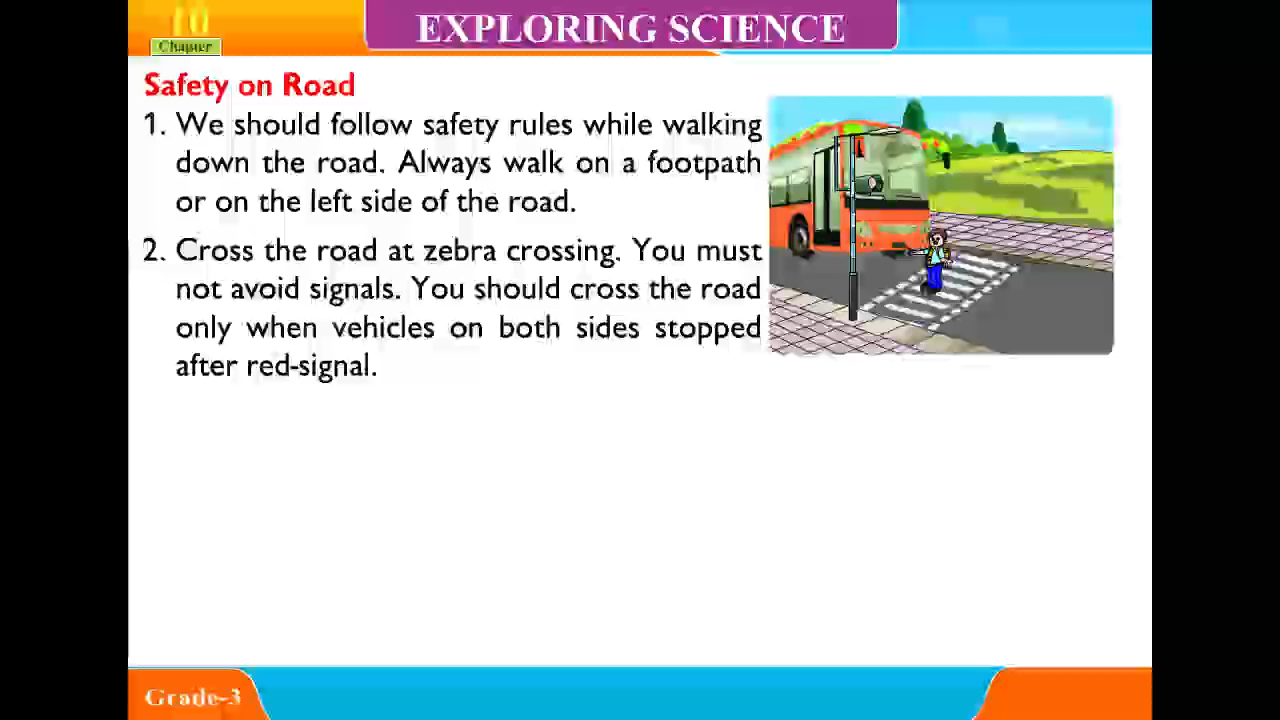 10
Chapter
EXPLORING SCIENCE
Safety on Road
1. We should follow safety rules while walking
down the road. Always walk on a footpath
or on the left side of the road.
2. Cross the road at zebra crossing. You must
not avoid signals. You should cross the road
only when vehicles on both sides stopped
after red-signal.
Grade-3